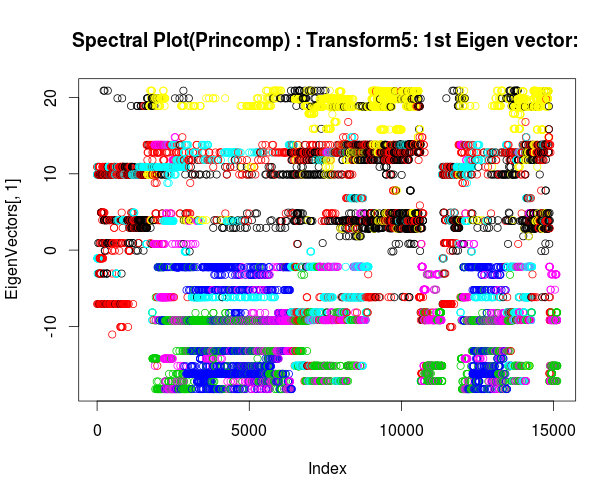 Spectral Plot(Princomp) : Transform5: 1st Eigen vector:
EigenVectors[, 1]
20
10
0
-10
0 5000 10000 15000
Index